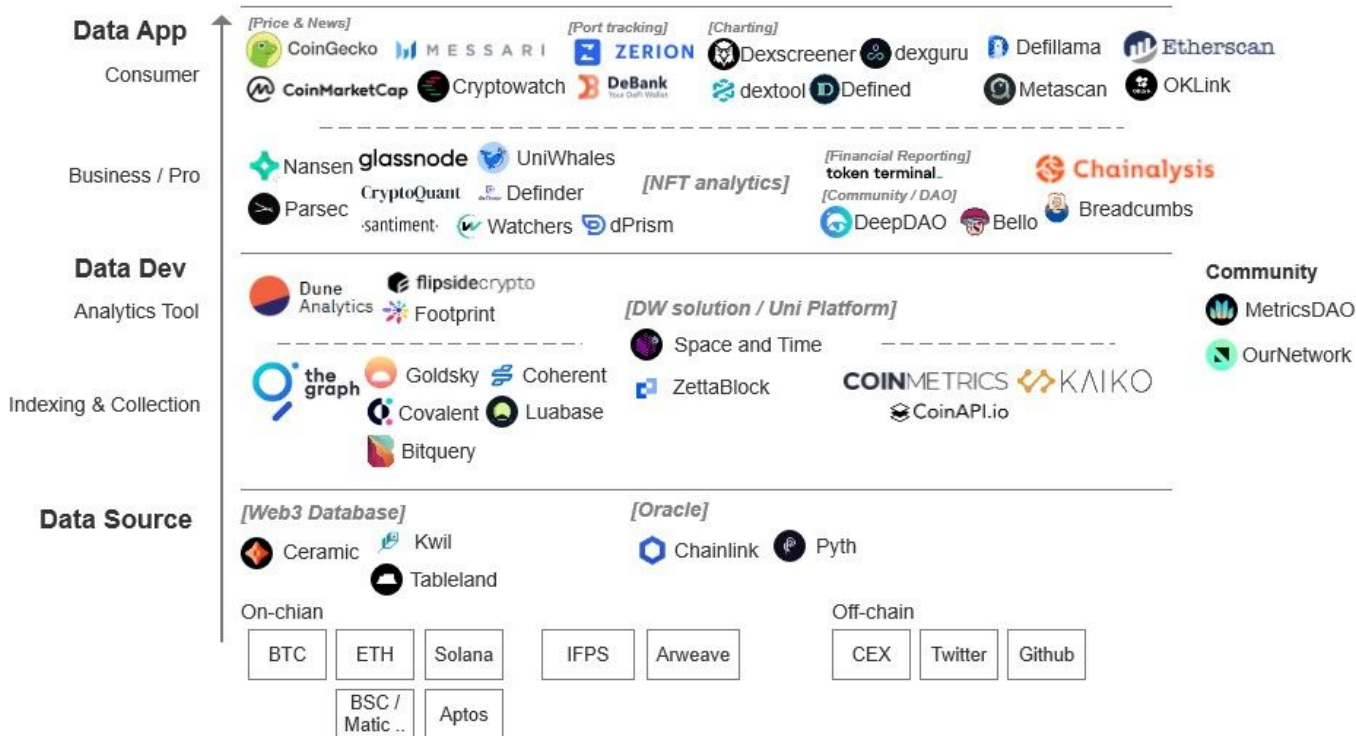 Data App
Consumer
[Price & News]
CoinGecko
MESSARI
CoinMarketCap
Cryptowatch
[Port tracking]
ZERION
DeBank
Your DeFi Wallet
[Charting]
Dexscreener
dexguru
dextool
Defined
Defillama
Metascan
Etherscan
OKLink
Business / Pro
Nansen
Parsec
glassnode
CryptoQuant
·santiment·
UniWhales
Definder
Watchers
dPrism
[NFT analytics]
[Financial Reporting]
token terminal_
[Community / DAO]
DeepDAO
Bello
Chainalysis
Breadcumbs
Data Dev
Analytics Tool
Dune
Analytics
flipsidecrypto
Footprint
[DW solution / Uni Platform]
Space and Time
ZettaBlock
Indexing & Collection
the
graph
Goldsky
Coherent
Covalent
Luabase
Bitquery
COINMETRICS
KAIKO
CoinAPI.io
Community
MetricsDAO
OurNetwork
Data Source
[Web3 Database]
Ceramic
Kwil
Tableland
[Oracle]
Chainlink
Pyth
On-chian
BTC
ETH
Solana
IFPS
Arweave
BSC /
Matic ..
Aptos
Off-chain
CEX
Twitter
Github